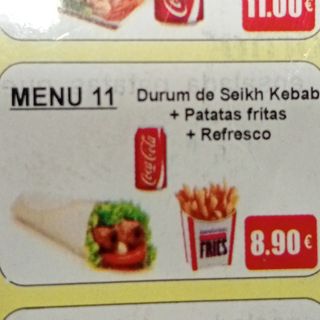 11.00€
MENU 11
Durum de Seikh Kebab
+ Patatas fritas
+ Refresco
Coca-Cola
FRIES
8.90€